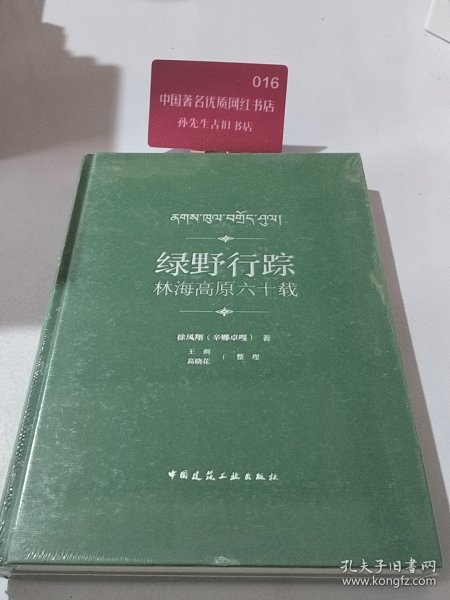 016
中国著名优质网红书店
孙先生古旧书店
ནགས་ཁྲལ་བགྲོད་ཤུལ།
绿野行踪
林海高原六十载
徐凤翔（辛娜卓嘎） 著
王剑
高晓花
整理
中国建筑工业出版社
孔夫子旧书网
www.kongfz.com